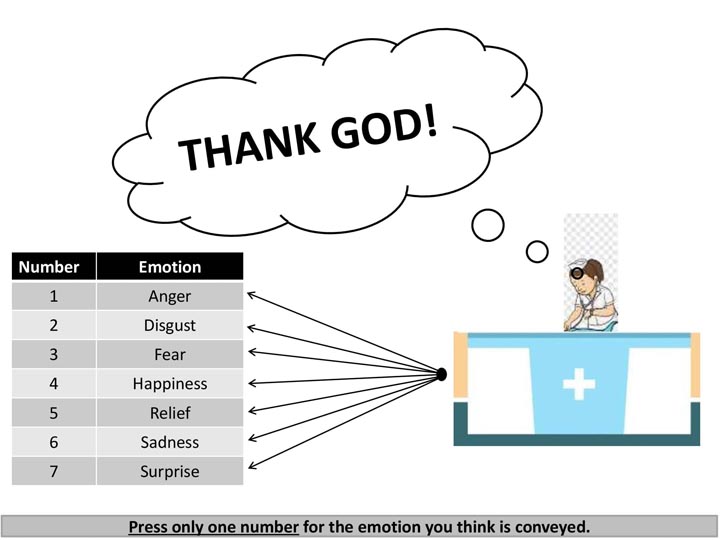 THANK GOD!
Number Emotion
1 Anger
2 Disgust
3 Fear
4 Happiness
5 Relief
6 Sadness
7 Surprise
Press only one number for the emotion you think is conveyed.